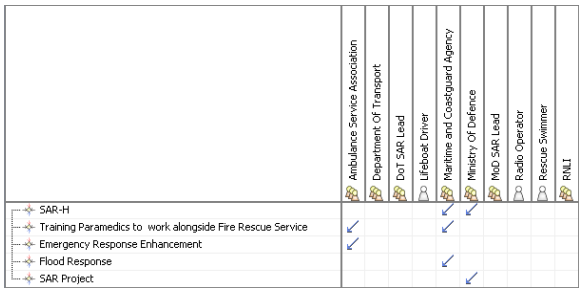 Ambulance Service Association
Department Of Transport
DoT SAR Lead
Lifeboat Driver
Maritime and Coastguard Agency
Ministry Of Defence
MoD SAR Lead
Radio Operator
Rescue Swimmer
RNLI
SAR-H
Training Paramedics to work alongside Fire Rescue Service
Emergency Response Enhancement
Flood Response
SAR Project